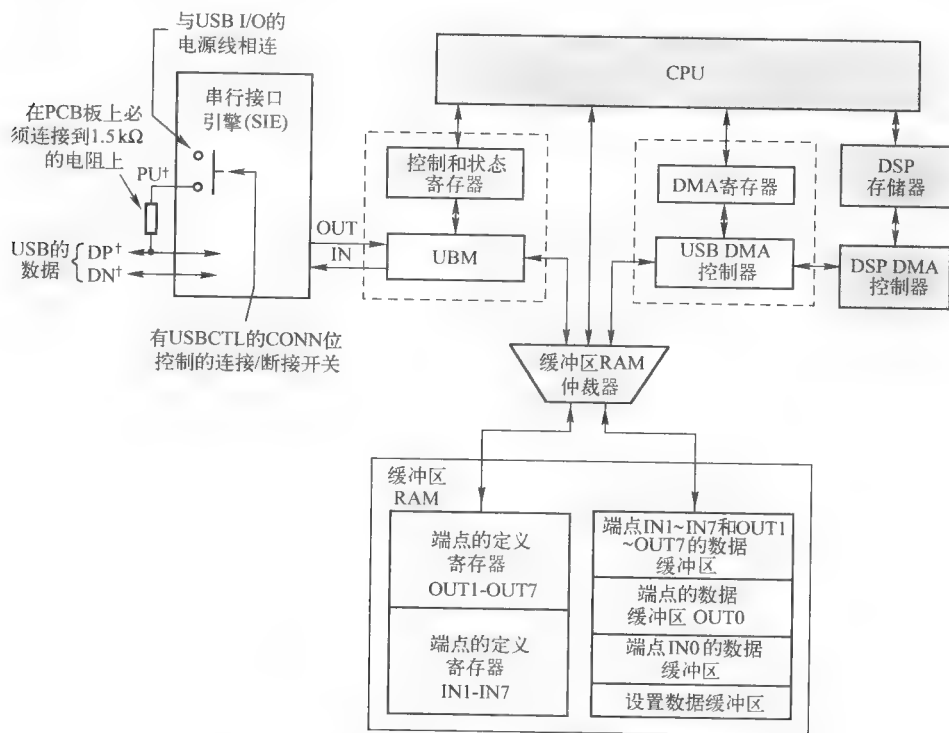 与USB I/O的
电源线相连
在PCB板上必
须连接到1.5kΩ
的电阻上
PU†
串行接口
引擎(SIE)
USB的
数据
DP†
DN†
OUT
IN
有USBCTL的CONN位
控制的连接/断接开关
CPU
控制和状态
寄存器
UBM
DMA寄存器
USB DMA
控制器
DSP
存储器
DSP DMA
控制器
缓冲区RAM
仲裁器
缓冲区
RAM
端点的定义
寄存器
OUT1-OUT7
端点的定义
寄存器
IN1-IN7
端点IN1~IN7和OUT1
~OUT7的数据
缓冲区
端点的数据
缓冲区 OUT0
端点IN0的数据
缓冲区
设置数据缓冲区